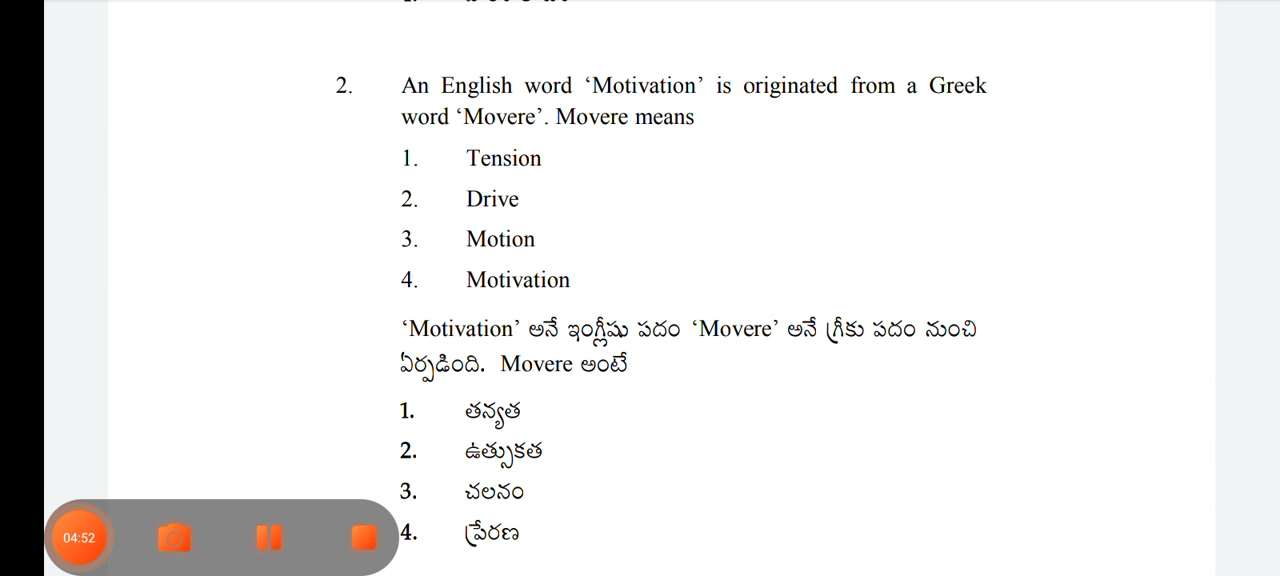 2. An English word ‘Motivation’ is originated from a Greek
word ‘Movere’. Movere means
1. Tension
2. Drive
3. Motion
4. Motivation
‘Motivation’ అనే ఇంగ్లీషు పదం ‘Movere’ అనే గ్రీకు పదం నుంచి
ఏర్పడింది. Movere అంటే
1. తన్యత
2. ఉత్సుకత
3. చలనం
4. ప్రేరణ
04:52